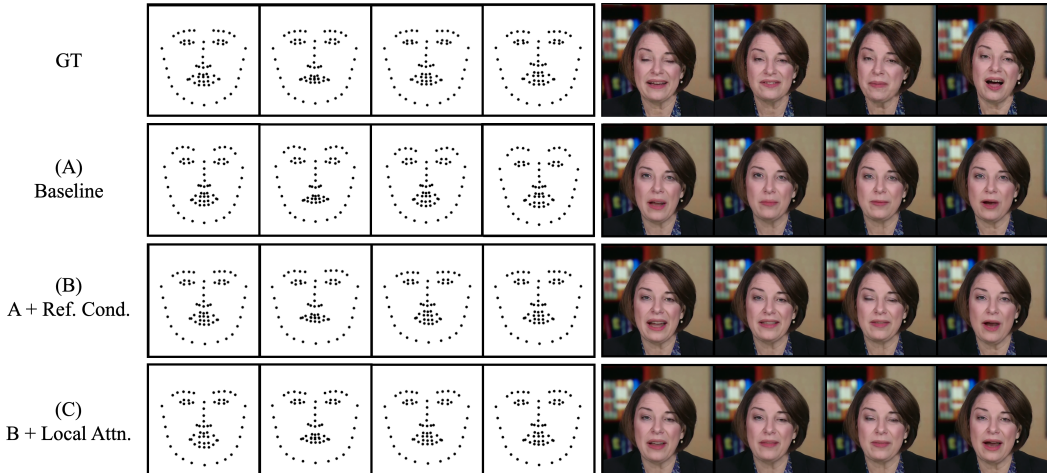 GT
(A)
Baseline
(B)
A + Ref. Cond.
(C)
B + Local Attn.